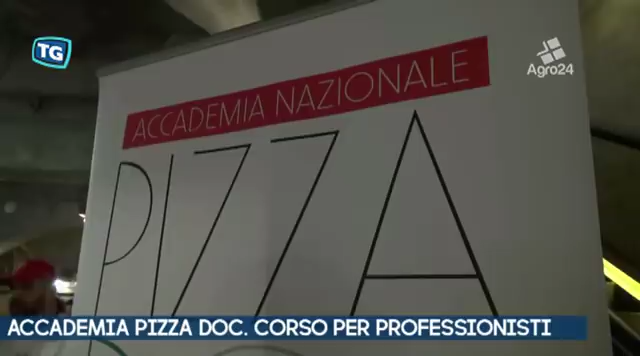 TG
Agro24
ACCADEMIA NAZIONALE
PIZZA
ACCADEMIA PIZZA DOC. CORSO PER PROFESSIONISTI